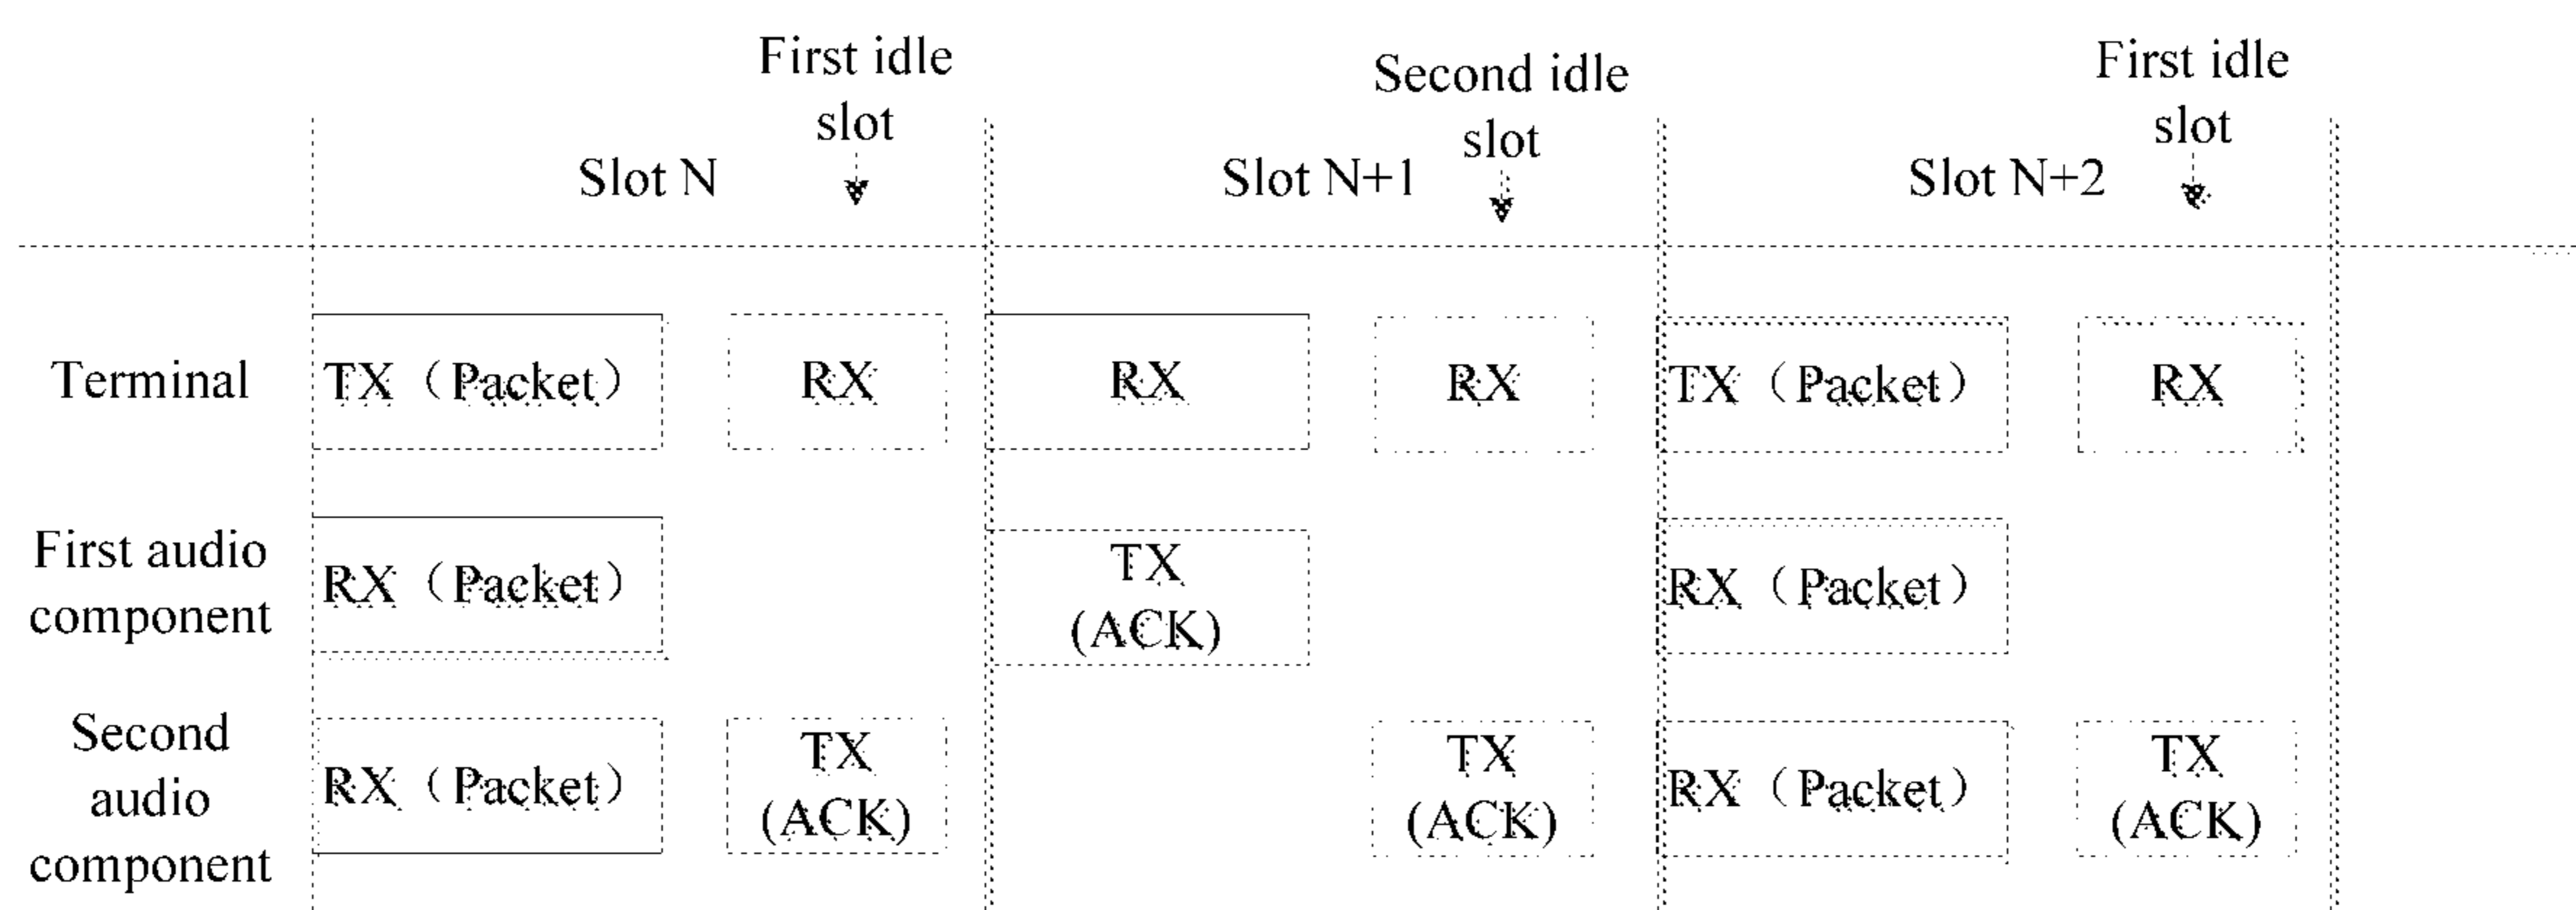 First idle
slot
Second idle
slot
First idle
slot
Slot N
Slot N+1
Slot N+2
Terminal
TX（Packet）
RX
RX
RX
TX（Packet）
RX
First audio
component
RX（Packet）
TX
(ACK)
RX（Packet）
Second
audio
component
RX（Packet）
TX
(ACK)
TX
(ACK)
RX（Packet）
TX
(ACK)